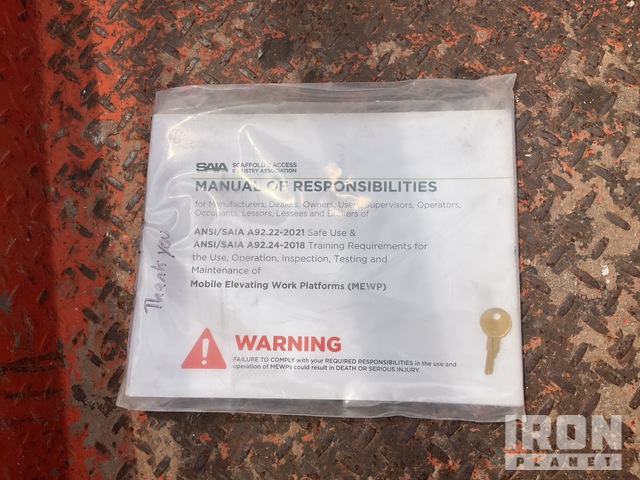 SAIA SCAFFOLD & ACCESS
INDUSTRY ASSOCIATION
MANUAL OF RESPONSIBILITIES
for Manufacturers, Dealers, Owners, Users, Supervisors, Operators,
Occupants, Lessors, Lessees and Brokers of
ANSI/SAIA A92.22-2021 Safe Use &
ANSI/SAIA A92.24-2018 Training Requirements for
the Use, Operation, Inspection, Testing and
Maintenance of
Mobile Elevating Work Platforms (MEWP)
Thank you
WARNING
FAILURE TO COMPLY with your REQUIRED RESPONSIBILITIES in the use and
operation of MEWPs could result in DEATH OR SERIOUS INJURY.
IRON
PLANET